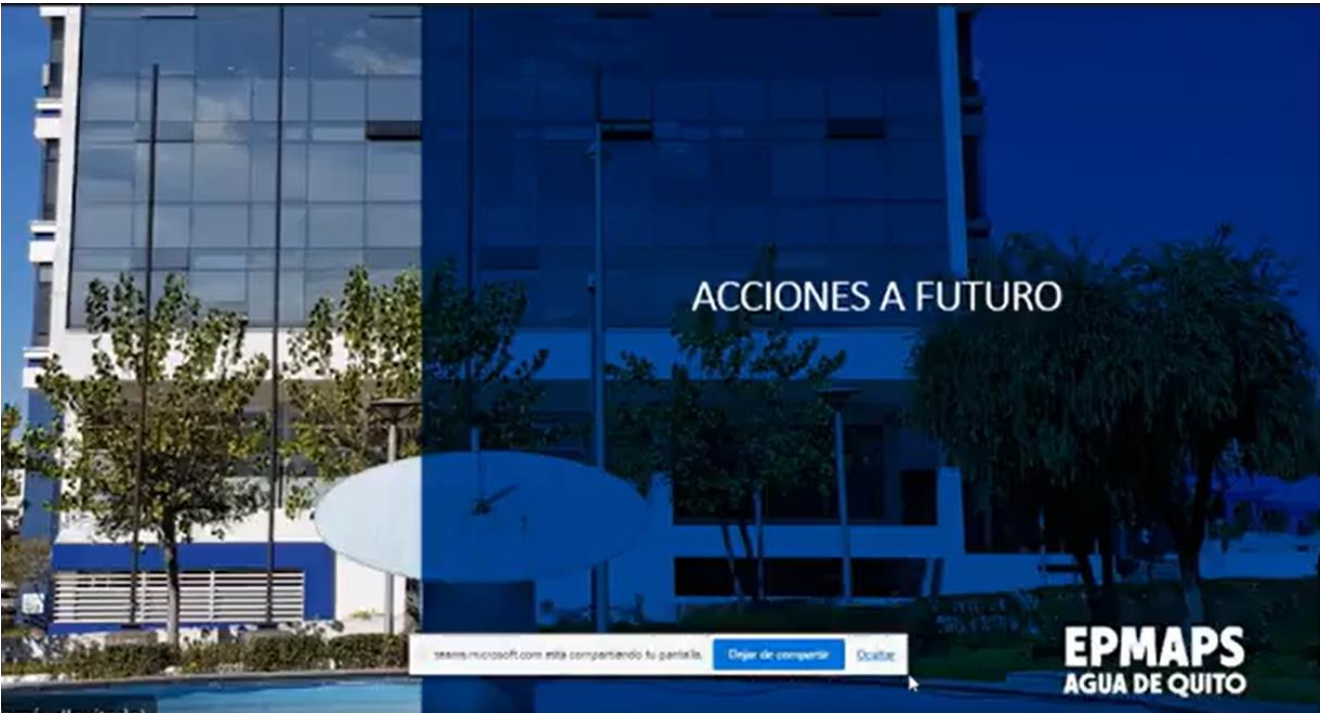 ACCIONES A FUTURO
teams.microsoft.com está compartiendo tu pantalla.
Dejar de compartir
Ocultar
EPMAPS
AGUA DE QUITO